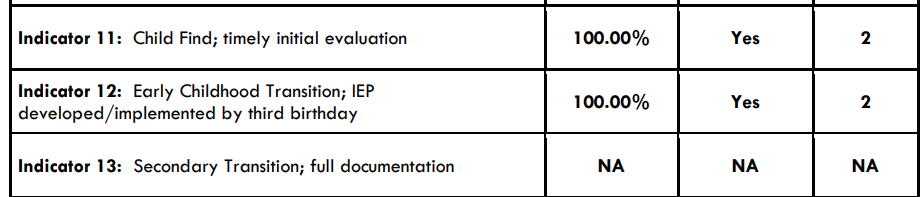 Indicator 11: Child Find; timely initial evaluation 100.00% Yes 2
Indicator 12: Early Childhood Transition; IEP
developed/implemented by third birthday 100.00% Yes 2
Indicator 13: Secondary Transition; full documentation NA NA NA